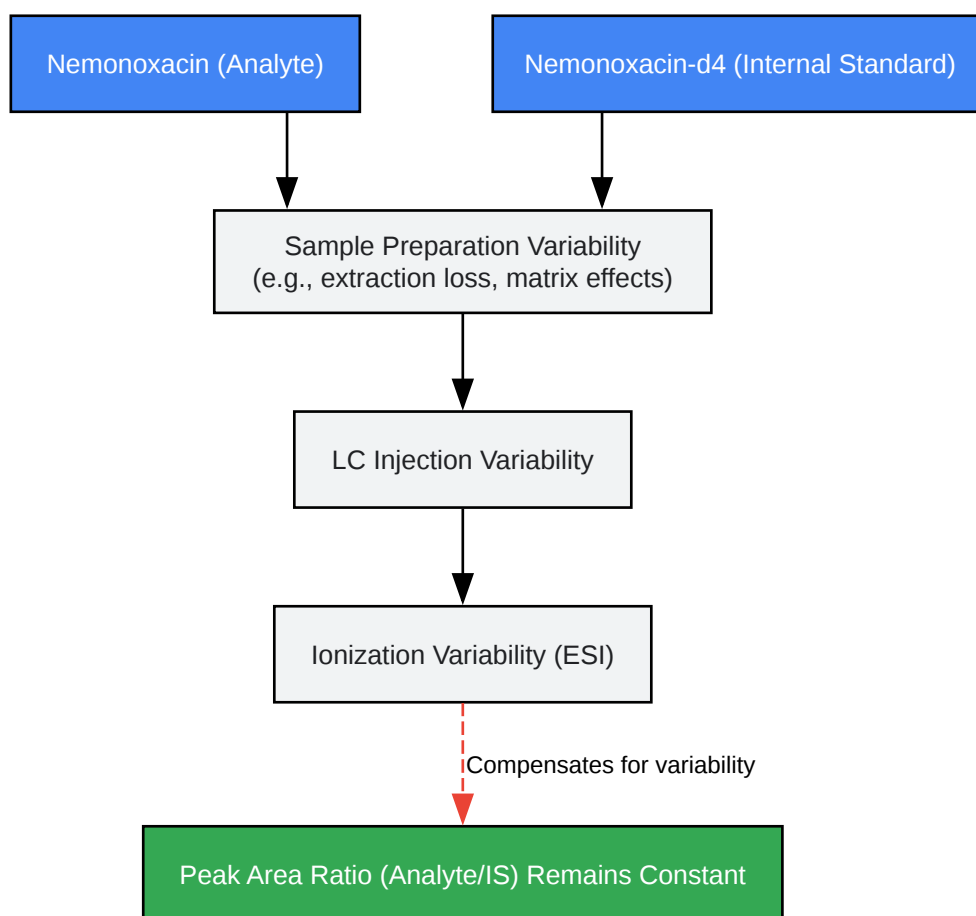 Nemonoxacin (Analyte)
Nemonoxacin-d4 (Internal Standard)
Sample Preparation Variability
(e.g., extraction loss, matrix effects)
LC Injection Variability
Ionization Variability (ESI)
Compensates for variability
Peak Area Ratio (Analyte/IS) Remains Constant